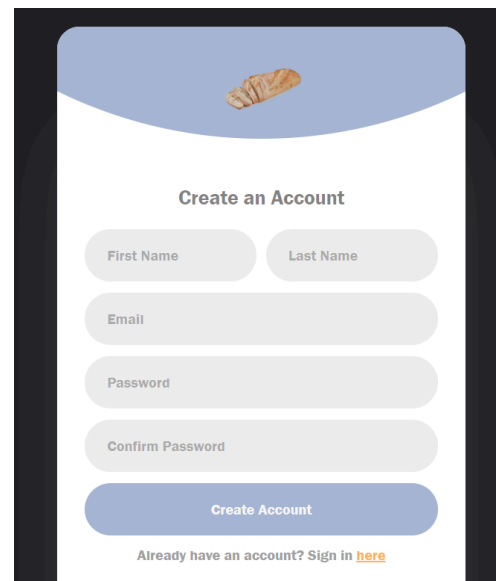 Create an Account
First Name Last Name
Email
Password
Confirm Password
Create Account
Already have an account? Sign in here